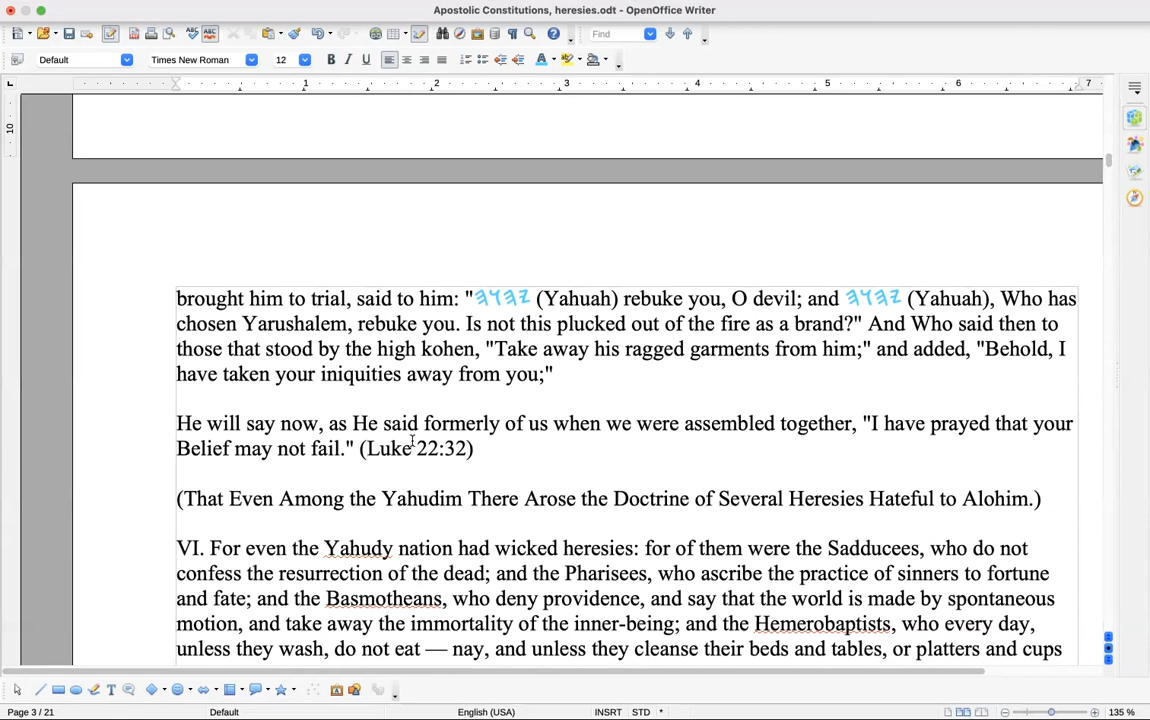 Apostolic Constitutions, heresies.odt - OpenOffice Writer
Find
Default
Times New Roman
12
1 2 3 4 5 6 7
10
brought him to trial, said to him: "𐤉𐤄𐤅𐤄 (Yahuah) rebuke you, O devil; and 𐤉𐤄𐤅𐤄 (Yahuah), Who has
chosen Yarushalem, rebuke you. Is not this plucked out of the fire as a brand?" And Who said then to
those that stood by the high kohen, "Take away his ragged garments from him;" and added, "Behold, I
have taken your iniquities away from you;"
He will say now, as He said formerly of us when we were assembled together, "I have prayed that your
Belief may not fail." (Luke 22:32)
(That Even Among the Yahudim There Arose the Doctrine of Several Heresies Hateful to Alohim.)
VI. For even the Yahudy nation had wicked heresies: for of them were the Sadducees, who do not
confess the resurrection of the dead; and the Pharisees, who ascribe the practice of sinners to fortune
and fate; and the Basmotheans, who deny providence, and say that the world is made by spontaneous
motion, and take away the immortality of the inner-being; and the Hemerobaptists, who every day,
unless they wash, do not eat — nay, and unless they cleanse their beds and tables, or platters and cups
Page 3 / 21
Default
English (USA)
INSRT
STD
*
135 %